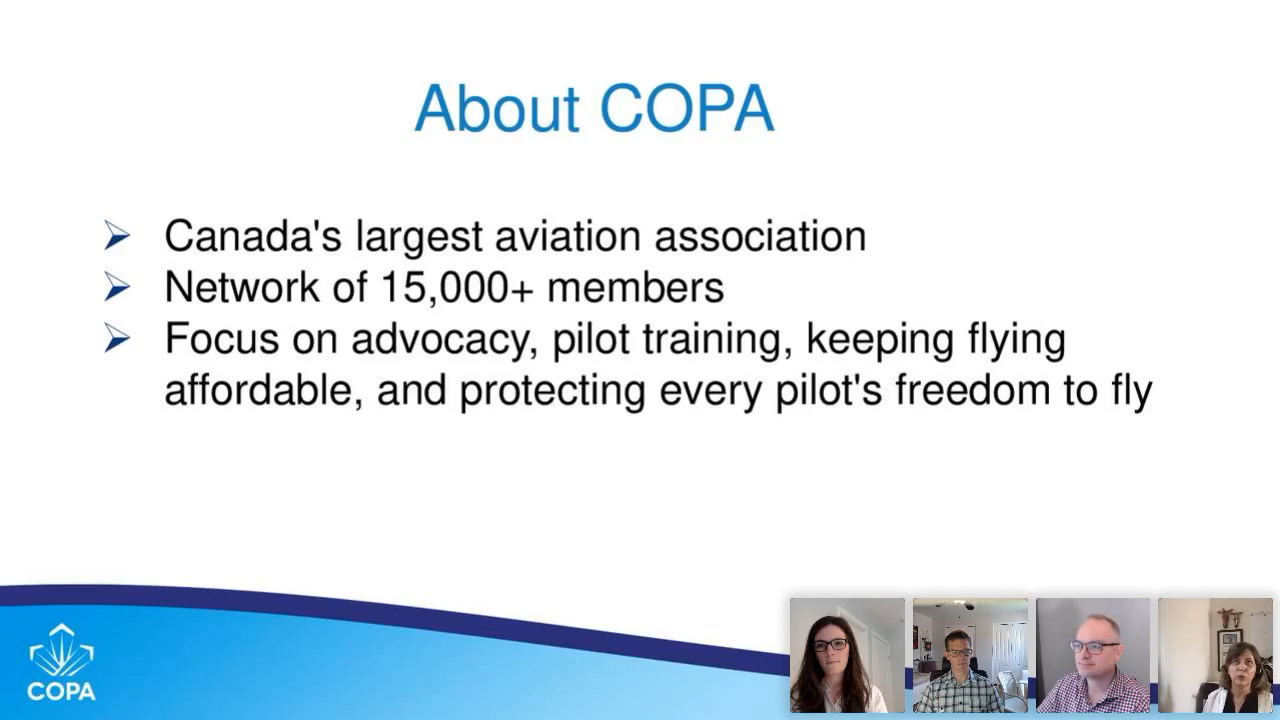 About COPA
Canada's largest aviation association
Network of 15,000+ members
Focus on advocacy, pilot training, keeping flying
affordable, and protecting every pilot's freedom to fly
COPA